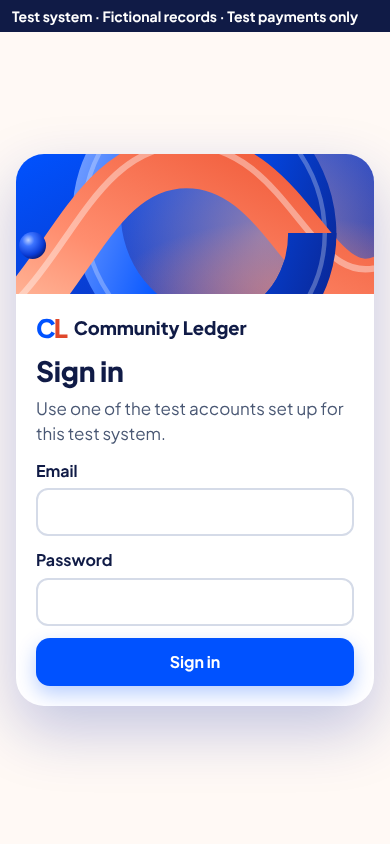 Test system · Fictional records · Test payments only
CL Community Ledger
Sign in
Use one of the test accounts set up for
this test system.
Email
Password
Sign in